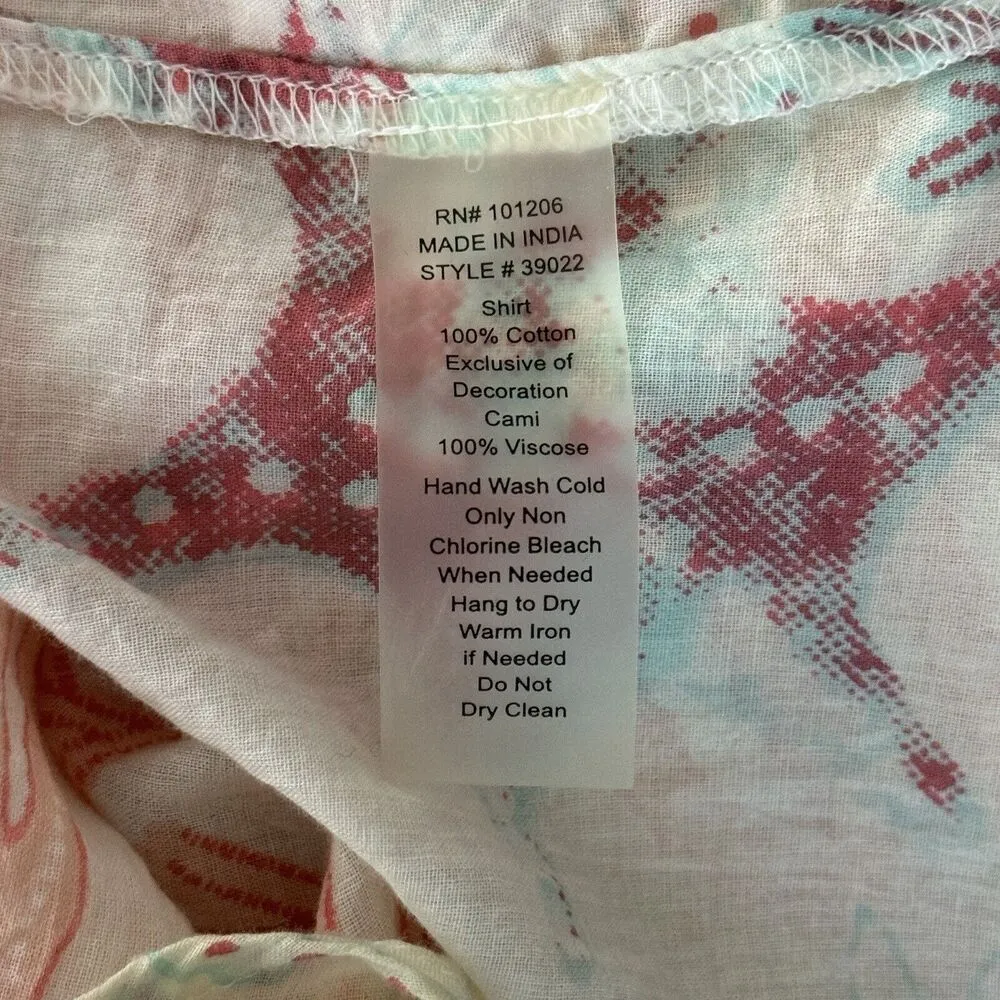 RN# 101206
MADE IN INDIA
STYLE # 39022
Shirt
100% Cotton
Exclusive of
Decoration
Cami
100% Viscose
Hand Wash Cold
Only Non
Chlorine Bleach
When Needed
Hang to Dry
Warm Iron
if Needed
Do Not
Dry Clean